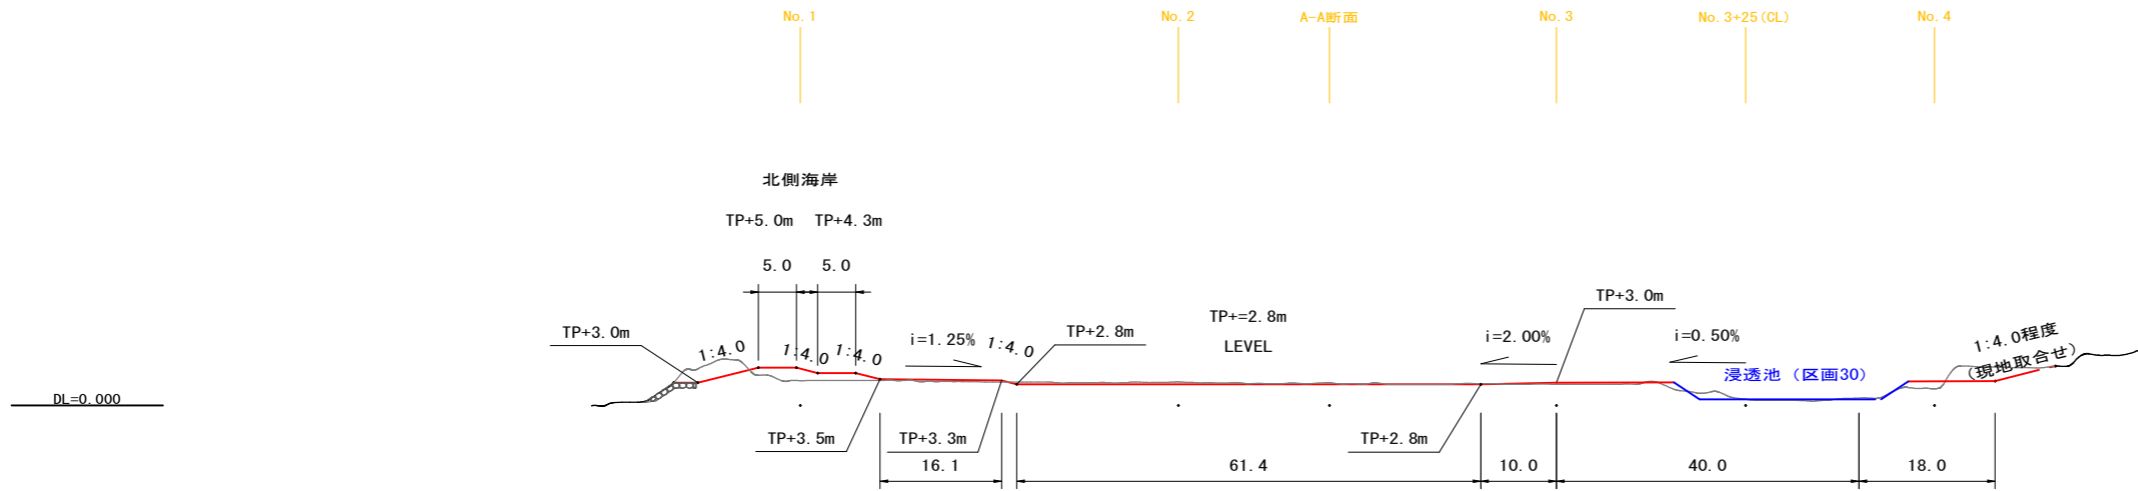 No.1
No.2
A-A断面
No.3
No.3+25(CL)
No.4
北側海岸
TP+5.0m
TP+4.3m
5.0
5.0
TP+3.0m
1:4.0
1:4.0
1:4.0
i=1.25%
1:4.0
TP+2.8m
TP+=2.8m
LEVEL
i=2.00%
TP+3.0m
i=0.50%
1:4.0程度
(現地取合せ)
浸透池（区画30）
DL=0.000
TP+3.5m
TP+3.3m
TP+2.8m
16.1
61.4
10.0
40.0
18.0